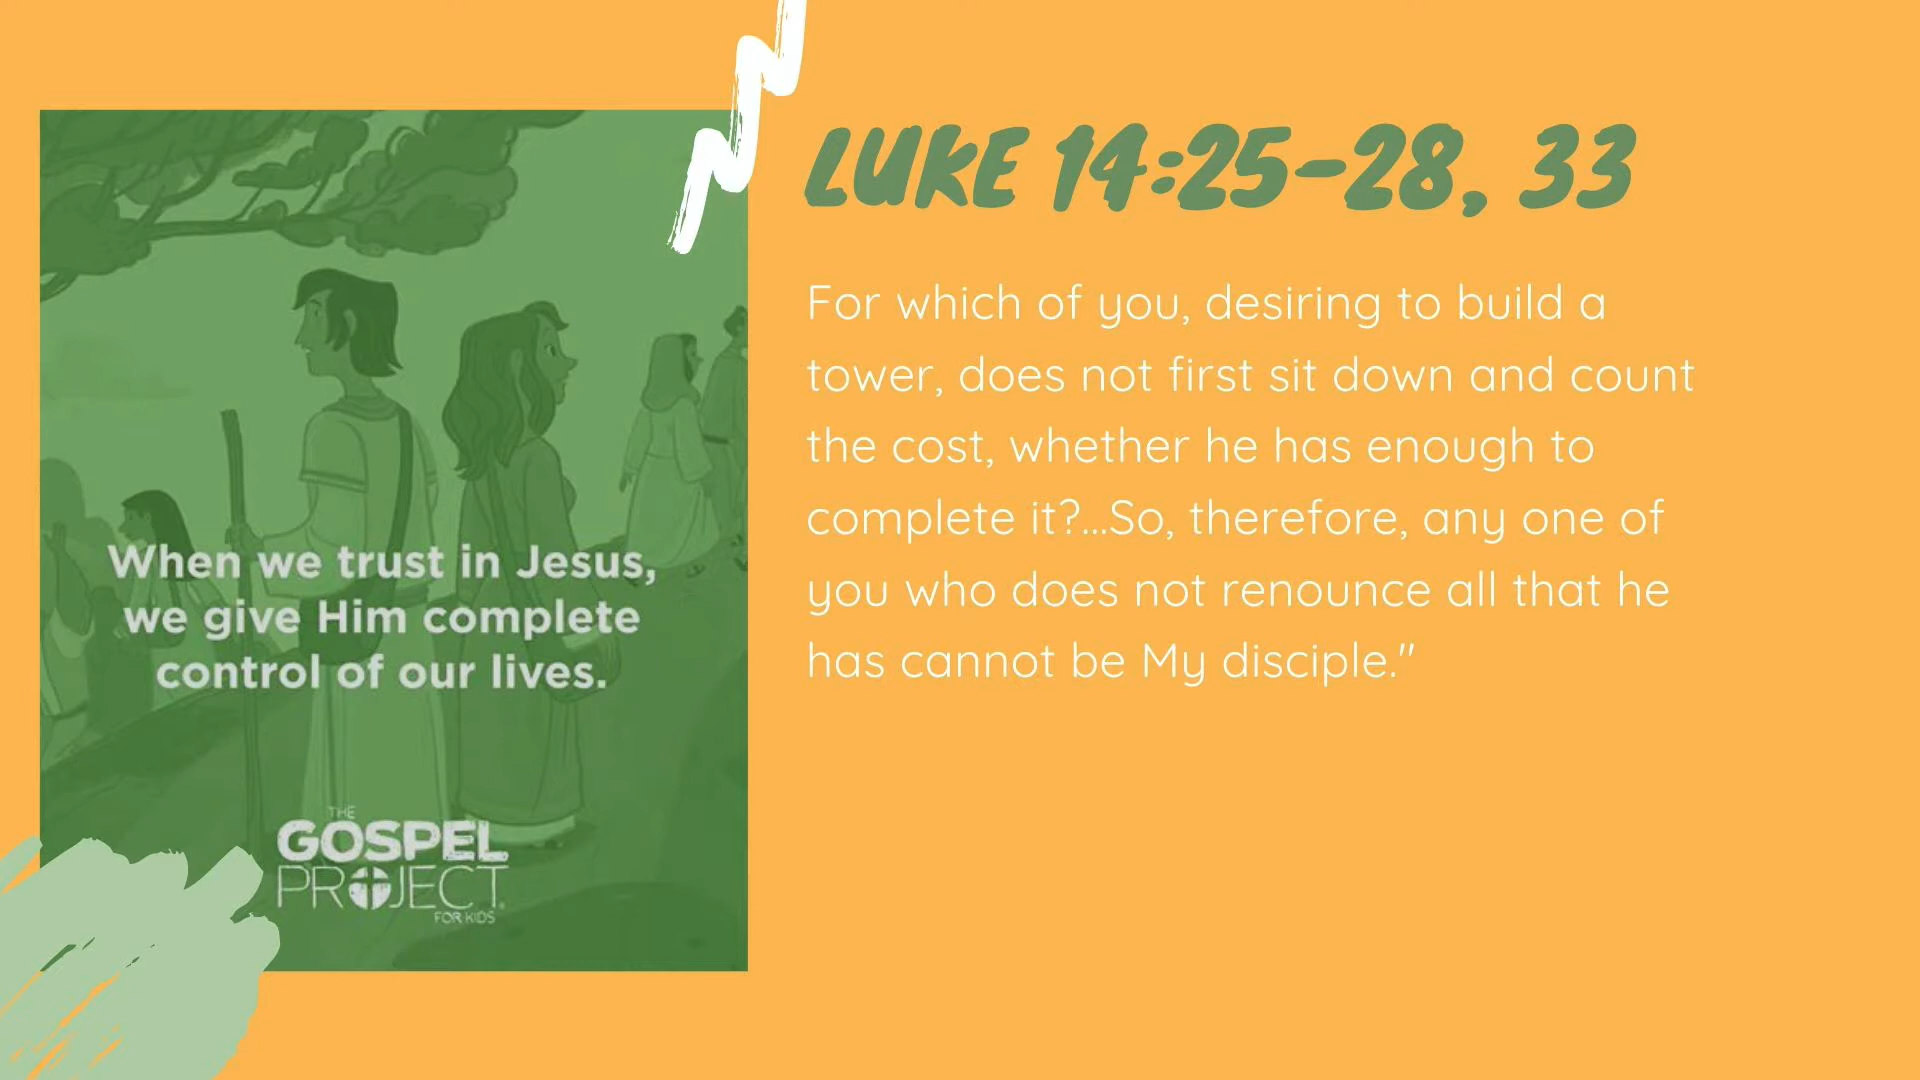 LUKE 14:25-28, 33
For which of you, desiring to build a
tower, does not first sit down and count
the cost, whether he has enough to
complete it?...So, therefore, any one of
you who does not renounce all that he
has cannot be My disciple."
When we trust in Jesus,
we give Him complete
control of our lives.
THE
GOSPEL
PROJECT
FOR KIDS